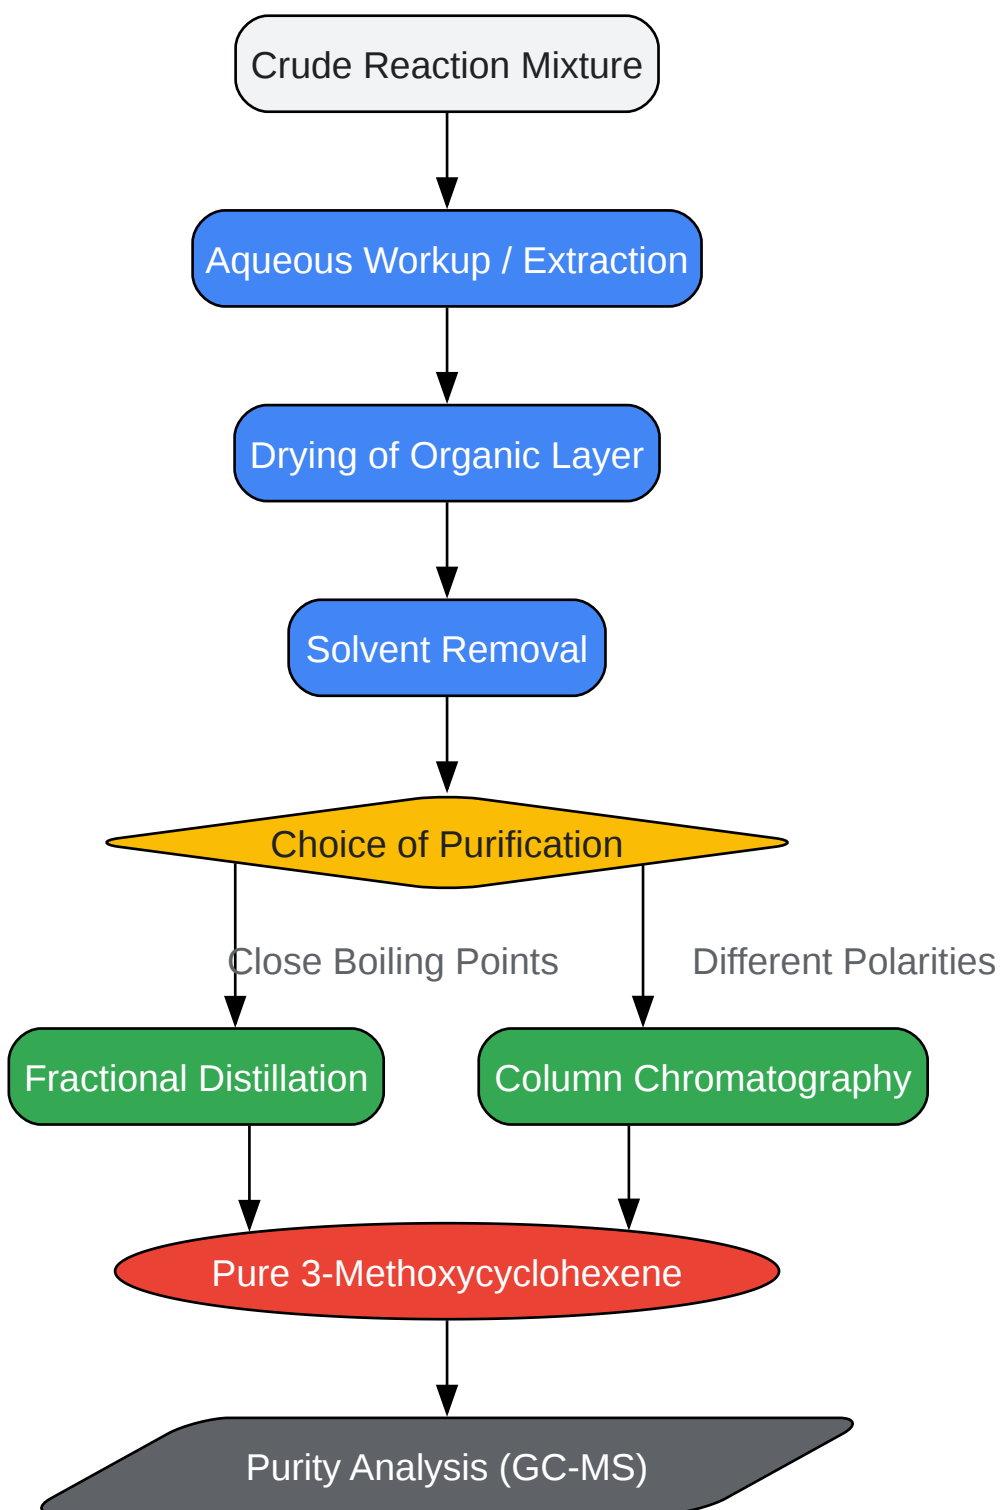 Crude Reaction Mixture
Aqueous Workup / Extraction
Drying of Organic Layer
Solvent Removal
Choice of Purification
Close Boiling Points
Different Polarities
Fractional Distillation
Column Chromatography
Pure 3-Methoxycyclohexene
Purity Analysis (GC-MS)